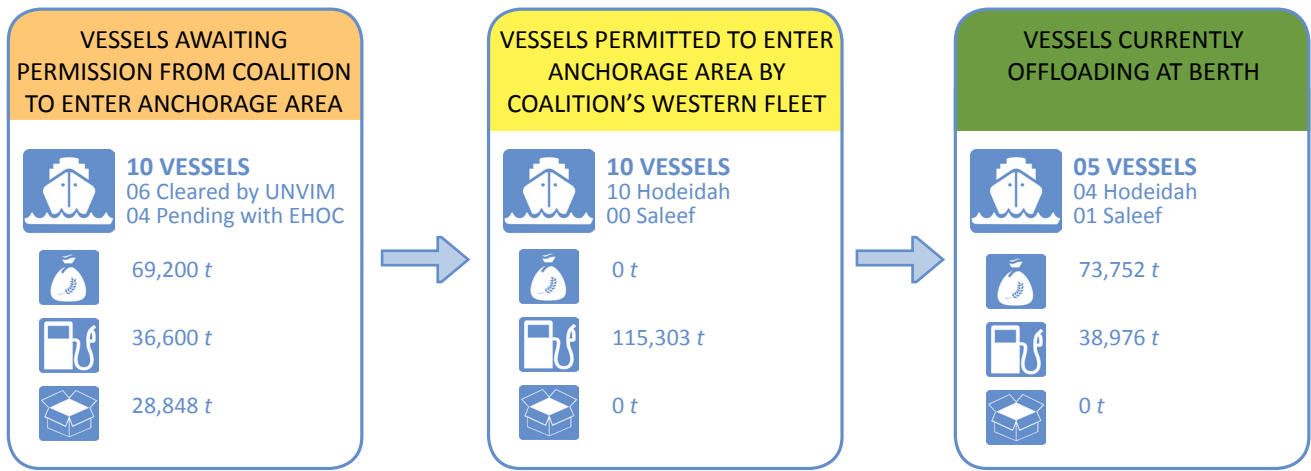 VESSELS AWAITING
PERMISSION FROM COALITION
TO ENTER ANCHORAGE AREA
10 VESSELS
06 Cleared by UNVIM
04 Pending with EHOC
69,200 t
36,600 t
28,848 t
VESSELS PERMITTED TO ENTER
ANCHORAGE AREA BY
COALITION’S WESTERN FLEET
10 VESSELS
10 Hodeidah
00 Saleef
0 t
115,303 t
0 t
VESSELS CURRENTLY
OFFLOADING AT BERTH
05 VESSELS
04 Hodeidah
01 Saleef
73,752 t
38,976 t
0 t